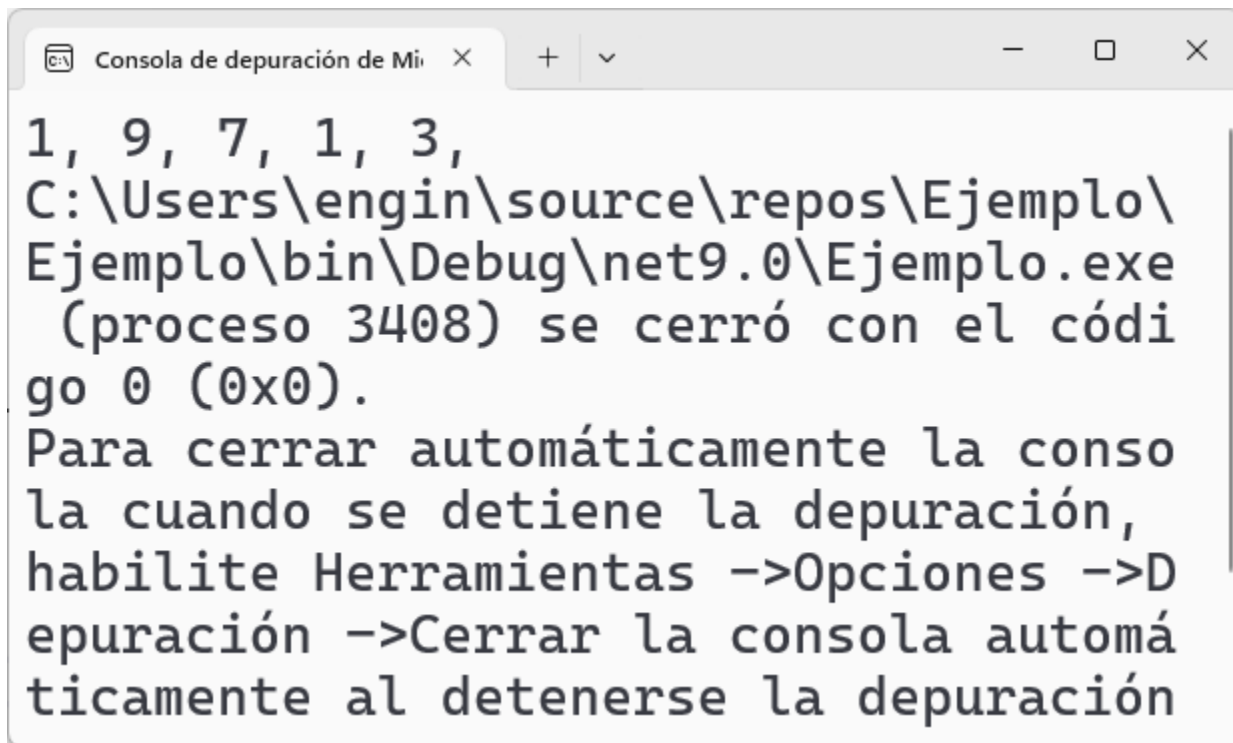 Consola de depuración de Mi
1, 9, 7, 1, 3,
C:\Users\engin\source\repos\Ejemplo\
Ejemplo\bin\Debug\net9.0\Ejemplo.exe
 (proceso 3408) se cerró con el códi
go 0 (0x0).
Para cerrar automáticamente la conso
la cuando se detiene la depuración,
habilite Herramientas ->Opciones ->D
epuración ->Cerrar la consola automá
ticamente al detenerse la depuración